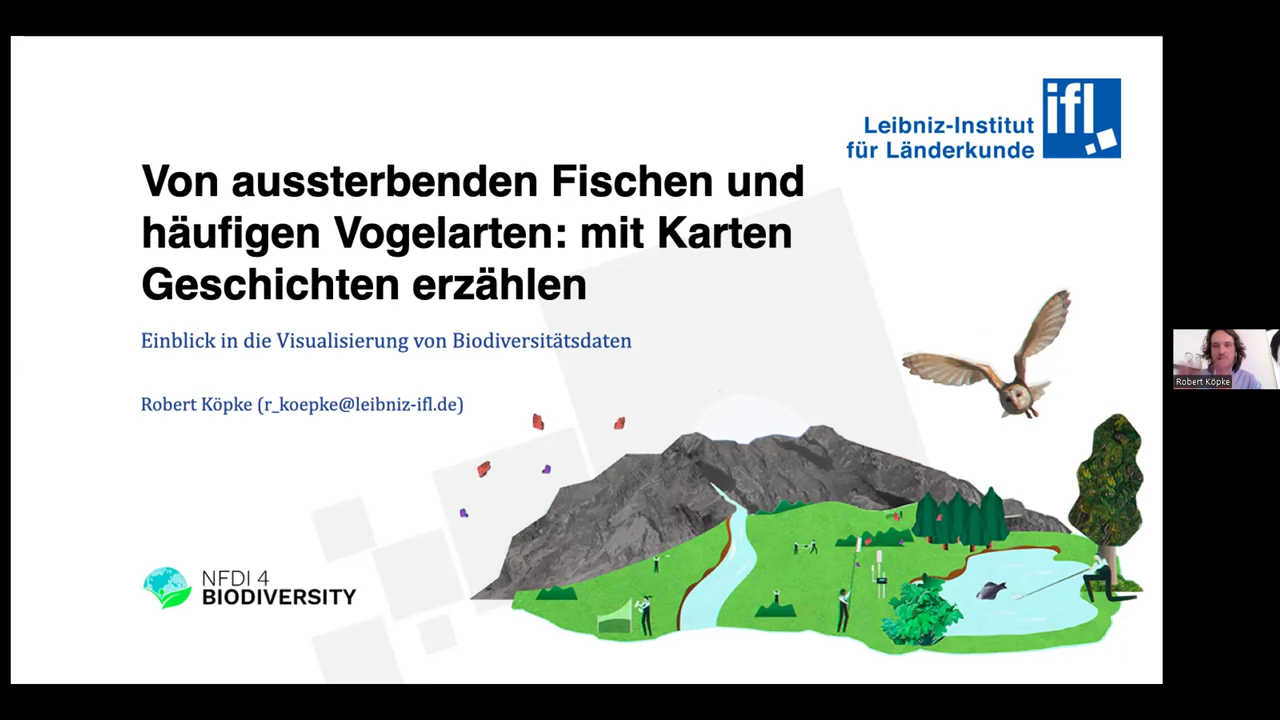 Leibniz-Institut
für Länderkunde
ifl
Von aussterbenden Fischen und
häufigen Vogelarten: mit Karten
Geschichten erzählen
Einblick in die Visualisierung von Biodiversitätsdaten
Robert Köpke (r_koepke@leibniz-ifl.de)
Robert Köpke
NFDI 4
BIODIVERSITY